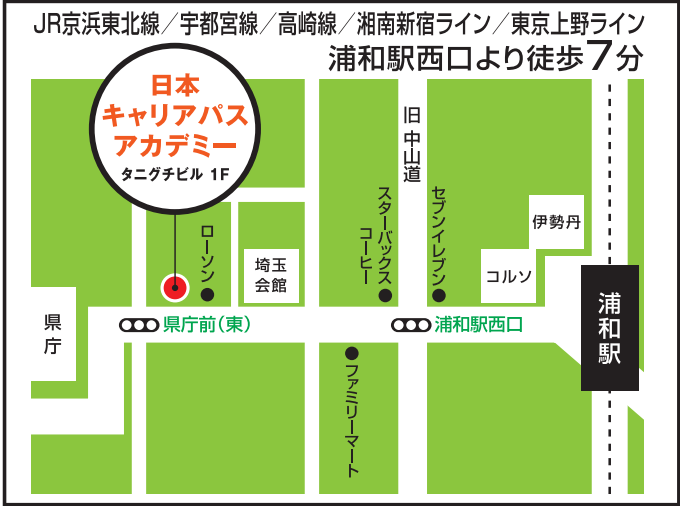 JR京浜東北線／宇都宮線／高崎線／湘南新宿ライン／東京上野ライン
浦和駅西口より徒歩7分
日本
キャリアパス
アカデミー
タニグチビル 1F
旧中山道
ローソン
埼玉
会館
スターバックス
コーヒー
セブンイレブン
伊勢丹
コルソ
浦和駅
県庁
県庁前(東)
浦和駅西口
ファミリーマート